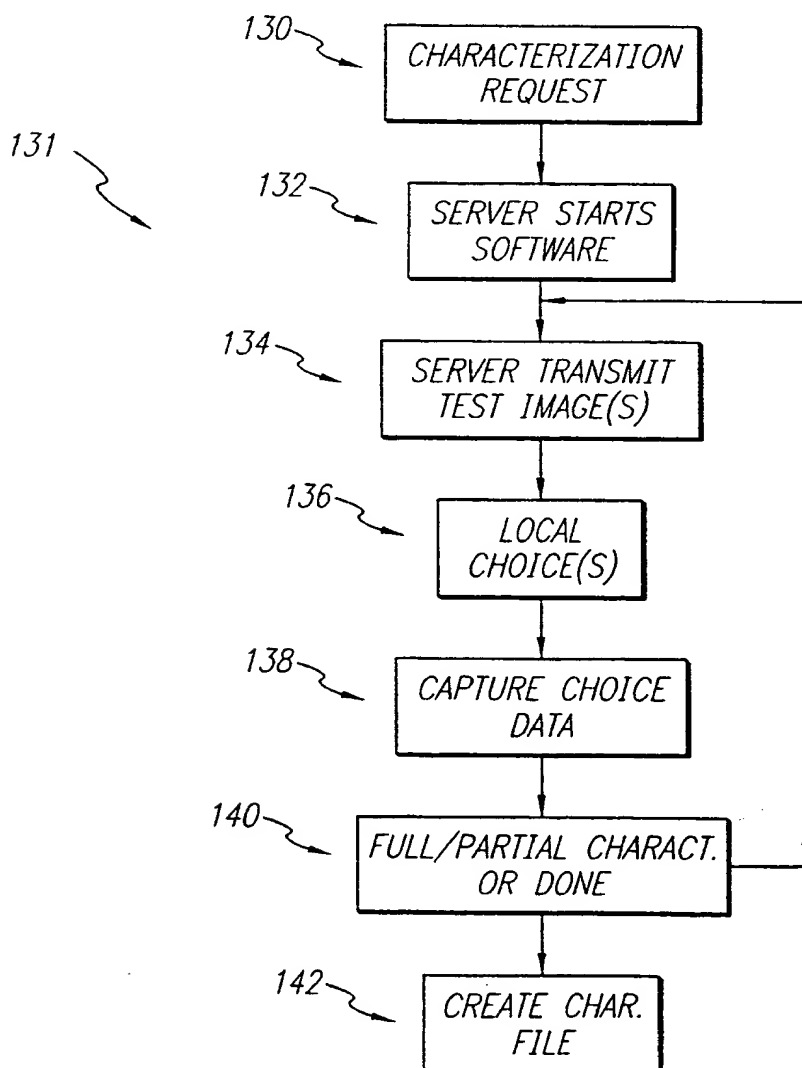 130
CHARACTERIZATION
REQUEST
131
132
SERVER STARTS
SOFTWARE
134
SERVER TRANSMIT
TEST IMAGE(S)
136
LOCAL
CHOICE(S)
138
CAPTURE CHOICE
DATA
140
FULL/PARTIAL CHARACT.
OR DONE
142
CREATE CHAR.
FILE